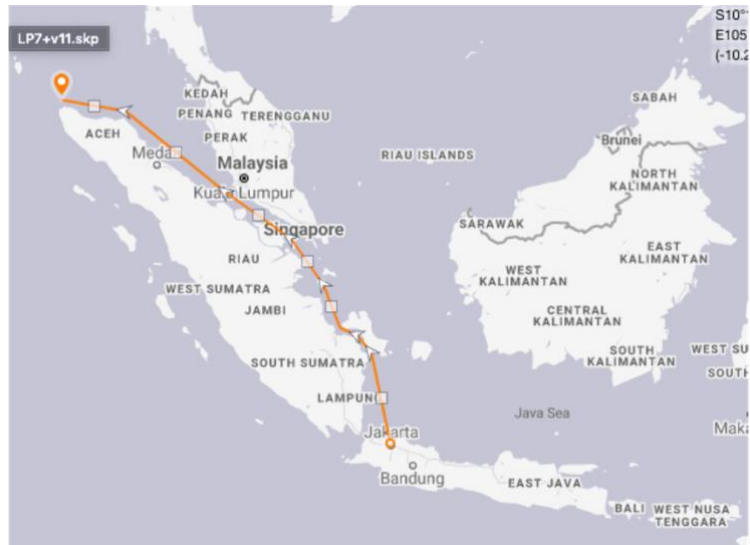 S10°
E105
(-10.2
LP7+v11.skp
KEDAH
PENANG TERENGGANU
PERAK
ACEH
Meda
Malaysia
Kuala Lumpur
RIAU ISLANDS
SABAH
Brunei
NORTH
KALIMANTAN
SARAWAK
Singapore
EAST
KALIMANTAN
RIAU
WEST
KALIMANTAN
WEST SUMATRA
JAMBI
CENTRAL
KALIMANTAN
SOUTH
KALIMANTAN
WEST SU
SOUTH
SOUTH SUMATRA
LAMPUNG
Java Sea
Maka
Jakarta
Bandung
EAST JAVA
BALI
WEST NUSA
TENGGARA